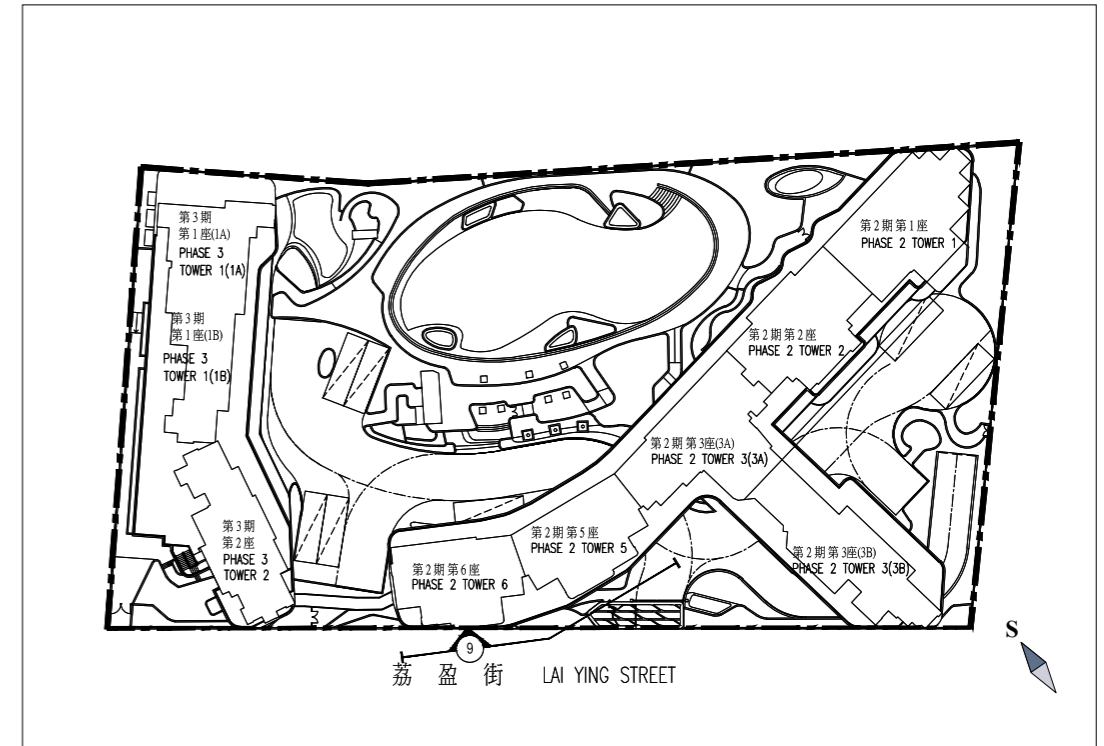 第3期
第1座(1A)
PHASE 3
TOWER 1(1A)
第3期
第1座(1B)
PHASE 3
TOWER 1(1B)
第3期
第2座
PHASE 3
TOWER 2
第2期第1座
PHASE 2 TOWER 1
第2期第2座
PHASE 2 TOWER 2
第2期第3座(3A)
PHASE 2 TOWER 3(3A)
第2期第5座
PHASE 2 TOWER 5
第2期第6座
PHASE 2 TOWER 6
第2期第3座(3B)
PHASE 2 TOWER 3(3B)
S
9
荔盈街 LAI YING STREET